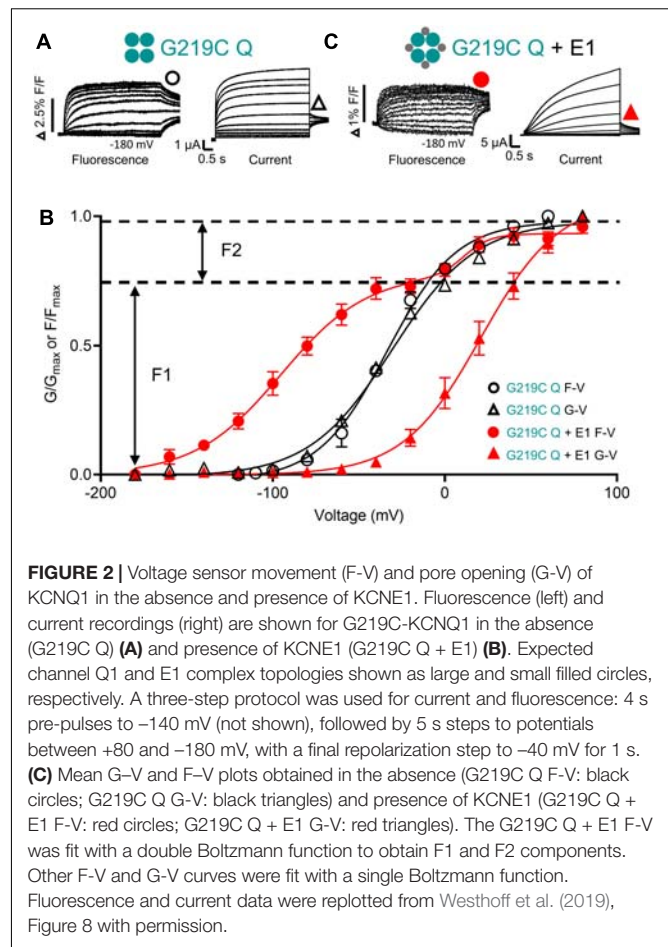 A
G219C Q
C
G219C Q + E1
Δ 2.5% F/F
-180 mV
Fluorescence
1 µA
0.5 s
Current
Δ 1% F/F
-180 mV
Fluorescence
5 µA
0.5 s
Current
B
G/Gmax or F/Fmax
1.0
0.5
0.0
F2
F1
G219C Q F-V
G219C Q G-V
G219C Q + E1 F-V
G219C Q + E1 G-V
-200
-100
0
100
Voltage (mV)
FIGURE 2 | Voltage sensor movement (F-V) and pore opening (G-V) of
KCNQ1 in the absence and presence of KCNE1. Fluorescence (left) and
current recordings (right) are shown for G219C-KCNQ1 in the absence
(G219C Q) (A) and presence of KCNE1 (G219C Q + E1) (B). Expected
channel Q1 and E1 complex topologies shown as large and small filled circles,
respectively. A three-step protocol was used for current and fluorescence: 4 s
pre-pulses to –140 mV (not shown), followed by 5 s steps to potentials
between +80 and –180 mV, with a final repolarization step to –40 mV for 1 s.
(C) Mean G–V and F–V plots obtained in the absence (G219C Q F-V: black
circles; G219C Q G-V: black triangles) and presence of KCNE1 (G219C Q +
E1 F-V: red circles; G219C Q + E1 G-V: red triangles). The G219C Q + E1 F-V
was fit with a double Boltzmann function to obtain F1 and F2 components.
Other F-V and G-V curves were fit with a single Boltzmann function.
Fluorescence and current data were replotted from Westhoff et al. (2019),
Figure 8 with permission.